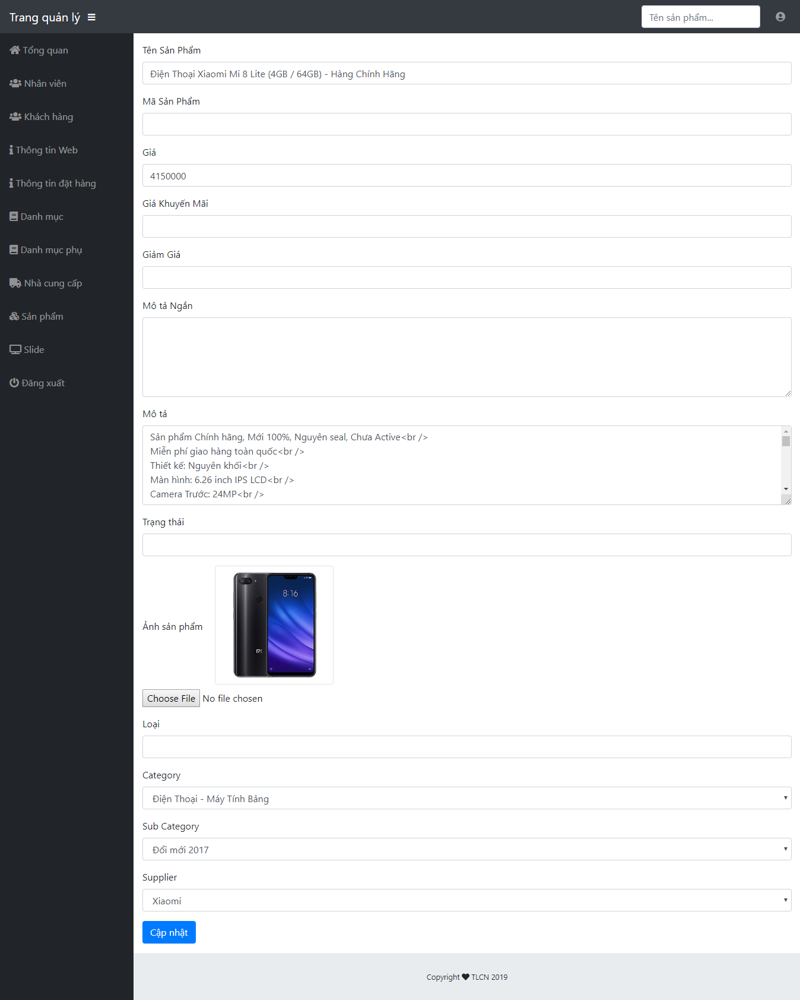 Trang quản lý
Tên sản phẩm...
Tổng quan
Nhân viên
Khách hàng
Thông tin Web
Thông tin đặt hàng
Danh mục
Danh mục phụ
Nhà cung cấp
Sản phẩm
Slide
Đăng xuất
Tên Sản Phẩm
Điện Thoại Xiaomi Mi 8 Lite (4GB / 64GB) - Hàng Chính Hãng
Mã Sản Phẩm
Giá
4150000
Giá Khuyến Mãi
Giảm Giá
Mô tả Ngắn
Mô tả
Sản phẩm Chính hãng, Mới 100%, Nguyên seal, Chưa Active<br />
Miễn phí giao hàng toàn quốc<br />
Thiết kế: Nguyên khối<br />
Màn hình: 6.26 inch IPS LCD<br />
Camera Trước: 24MP<br />
Trạng thái
Ảnh sản phẩm
8:16
MI
Choose File No file chosen
Loại
Category
Điện Thoại - Máy Tính Bảng
Sub Category
Đổi mới 2017
Supplier
Xiaomi
Cập nhật
Copyright ♥ TLCN 2019